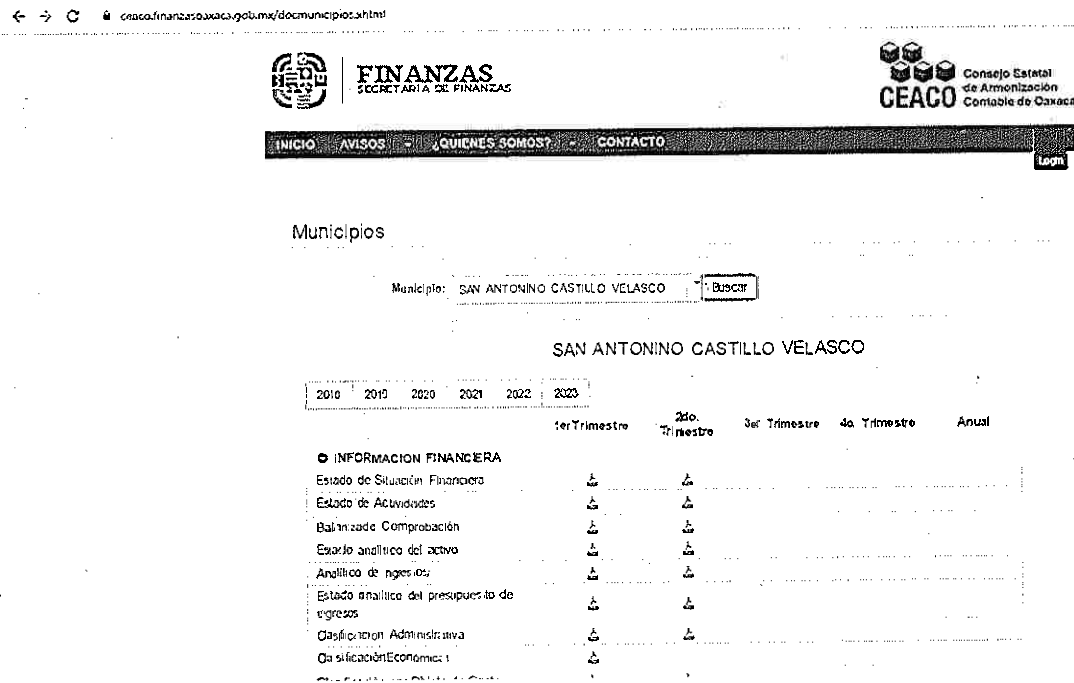 ceaco.finanzasoaxaca.gob.mx/docmunicipios.xhtml
FINANZAS
SECRETARÍA DE FINANZAS
CEACO
Consejo Estatal
de Armonización
Contable de Oaxaca
INICIO AVISOS ¿QUIENES SOMOS? CONTACTO
Login
Municipios
Municipio: SAN ANTONINO CASTILLO VELASCO Buscar
SAN ANTONINO CASTILLO VELASCO
2018 2019 2020 2021 2022 2023
1er Trimestre 2do. Trimestre 3er Trimestre 4o. Trimestre Anual
INFORMACION FINANCIERA
Estado de Situación Financiera
Estado de Actividades
Balanza de Comprobación
Estado analítico del activo
Analítico de ingresos
Estado analítico del presupuesto de
egresos
Clasificacion Administrativa
Clasificación Económica